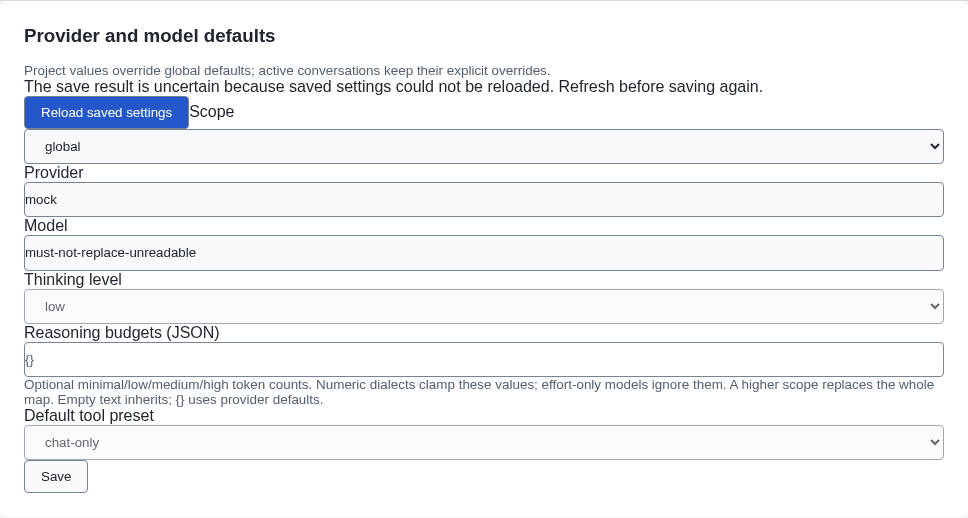 Provider and model defaults
Project values override global defaults; active conversations keep their explicit overrides.
The save result is uncertain because saved settings could not be reloaded. Refresh before saving again.
Reload saved settings Scope
global
Provider
mock
Model
must-not-replace-unreadable
Thinking level
low
Reasoning budgets (JSON)
{}
Optional minimal/low/medium/high token counts. Numeric dialects clamp these values; effort-only models ignore them. A higher scope replaces the whole
map. Empty text inherits; {} uses provider defaults.
Default tool preset
chat-only
Save